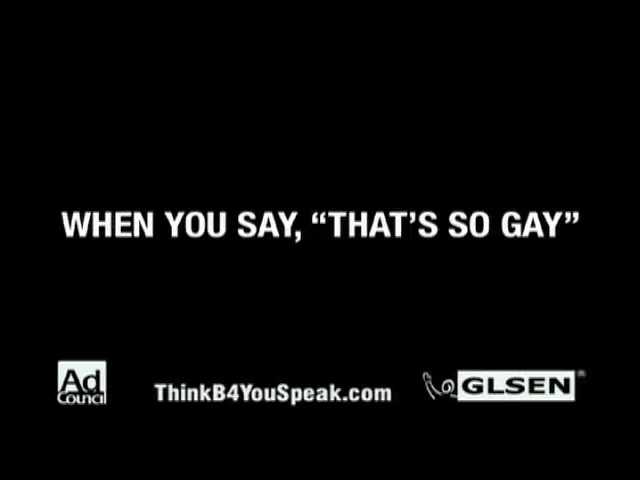 WHEN YOU SAY, “THAT’S SO GAY”
Ad
Council
ThinkB4YouSpeak.com
GLSEN®